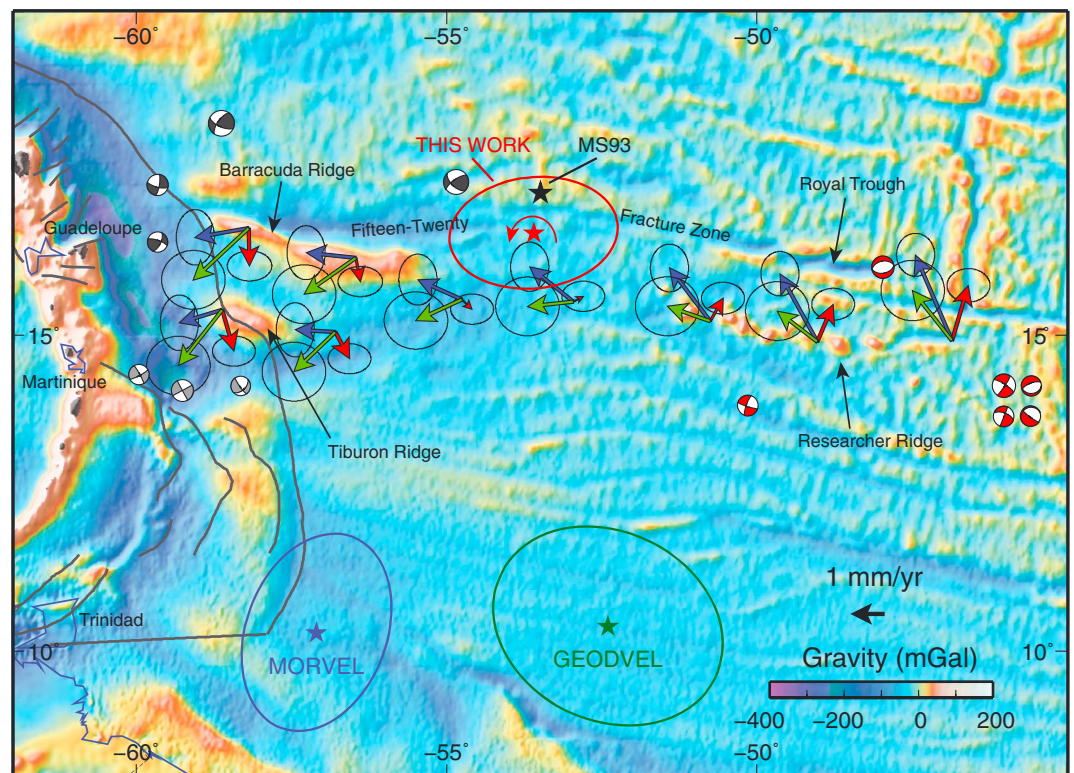 −60˚ −55˚ −50˚
THIS WORK MS93
Barracuda Ridge
Royal Trough
Guadeloupe
Fifteen-Twenty Fracture Zone
15˚ 15˚
Martinique
Researcher Ridge
Tiburon Ridge
1 mm/yr
Trinidad
10˚ 10˚
MORVEL GEODVEL
Gravity (mGal)
−400 −200 0 200
−60˚ −55˚ −50˚